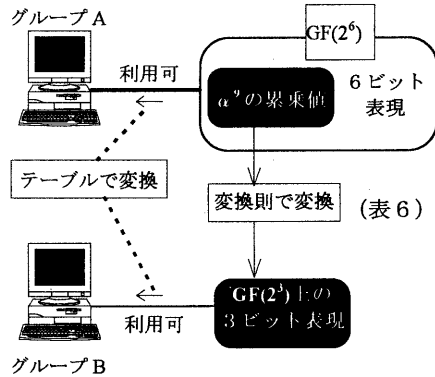 グループA
GF(2⁶)
利用可
α⁹の累乗値
6ビット
表現
テーブルで変換
変換則で変換
(表6)
GF(2³)上の
3ビット表現
利用可
グループB